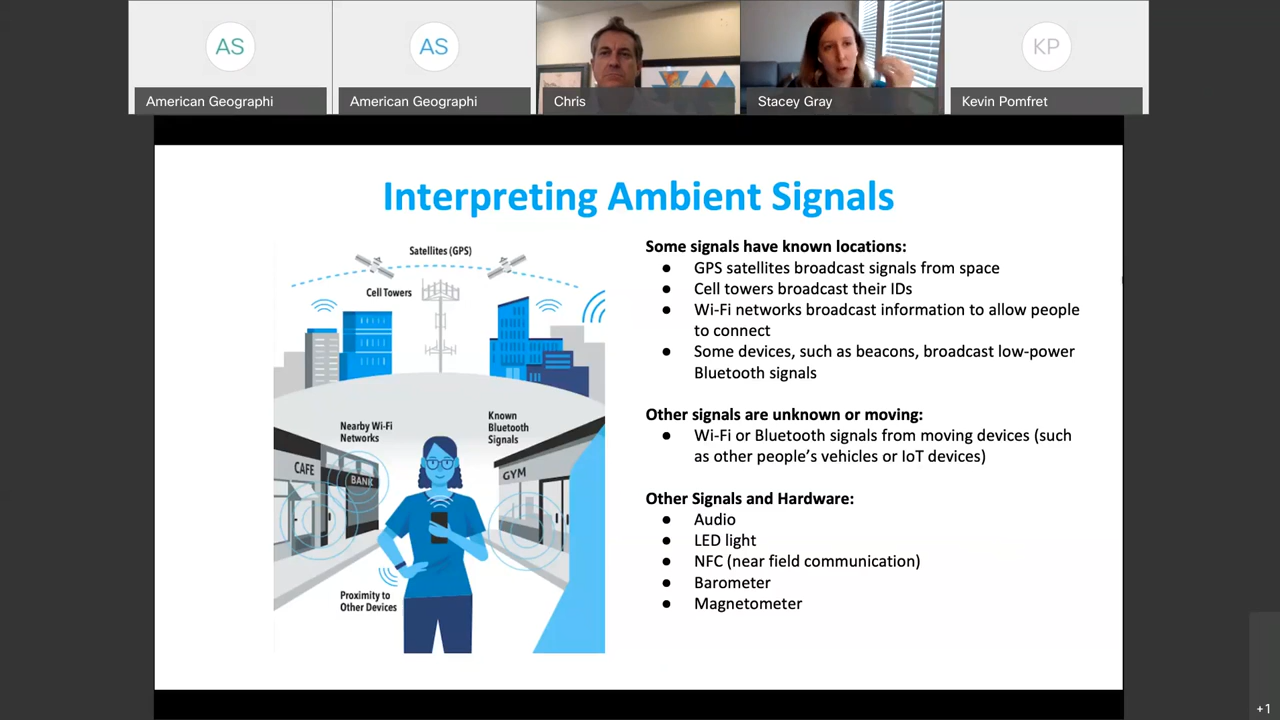 AS
AS
KP
American Geographi
American Geographi
Chris
Stacey Gray
Kevin Pomfret
Interpreting Ambient Signals
Satellites (GPS)
Cell Towers
Nearby Wi-Fi
Networks
Known
Bluetooth
Signals
CAFE
BANK
GYM
Proximity to
Other Devices
Some signals have known locations:
● GPS satellites broadcast signals from space
● Cell towers broadcast their IDs
● Wi-Fi networks broadcast information to allow people
to connect
● Some devices, such as beacons, broadcast low-power
Bluetooth signals
Other signals are unknown or moving:
● Wi-Fi or Bluetooth signals from moving devices (such
as other people's vehicles or IoT devices)
Other Signals and Hardware:
● Audio
● LED light
● NFC (near field communication)
● Barometer
● Magnetometer
+1